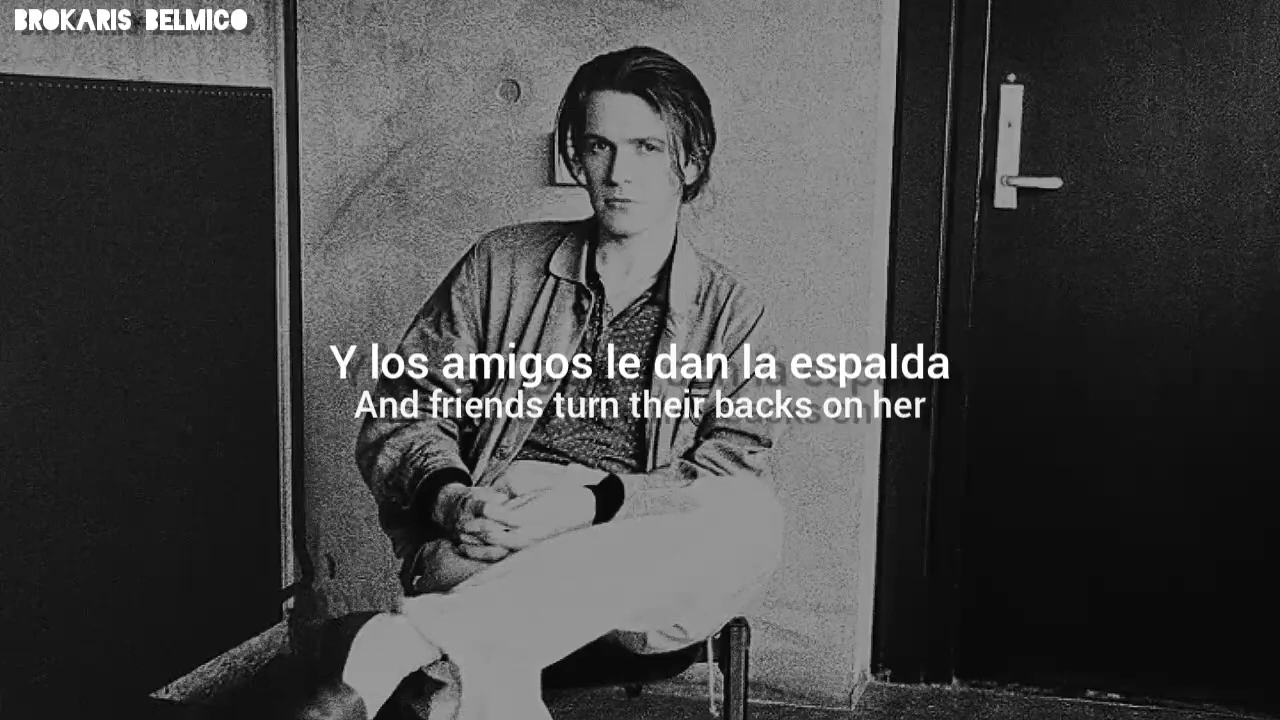 BROKARIS BELMICO
Y los amigos le dan la espalda
And friends turn their backs on her